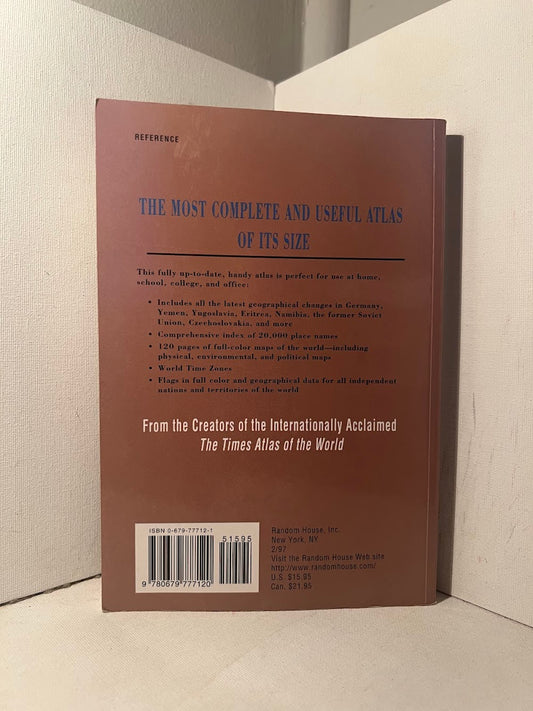 REFERENCE
THE MOST COMPLETE AND USEFUL ATLAS
OF ITS SIZE
This fully up-to-date, handy atlas is perfect for use at home,
school, college, and office:
• Includes all the latest geographical changes in Germany,
Yemen, Yugoslavia, Eritrea, Namibia, the former Soviet
Union, Czechoslovakia, and more
• Comprehensive index of 20,000 place names
• 120 pages of full-color maps of the world—including
physical, environmental, and political maps
• World Time Zones
• Flags in full color and geographical data for all independent
nations and territories of the world
From the Creators of the Internationally Acclaimed
The Times Atlas of the World
ISBN 0-679-77712-1
51595
9 780679 777120
Random House, Inc.
New York, NY
2/97
Visit the Random House Web site
http://www.randomhouse.com/
U.S. $15.95
Can. $21.95